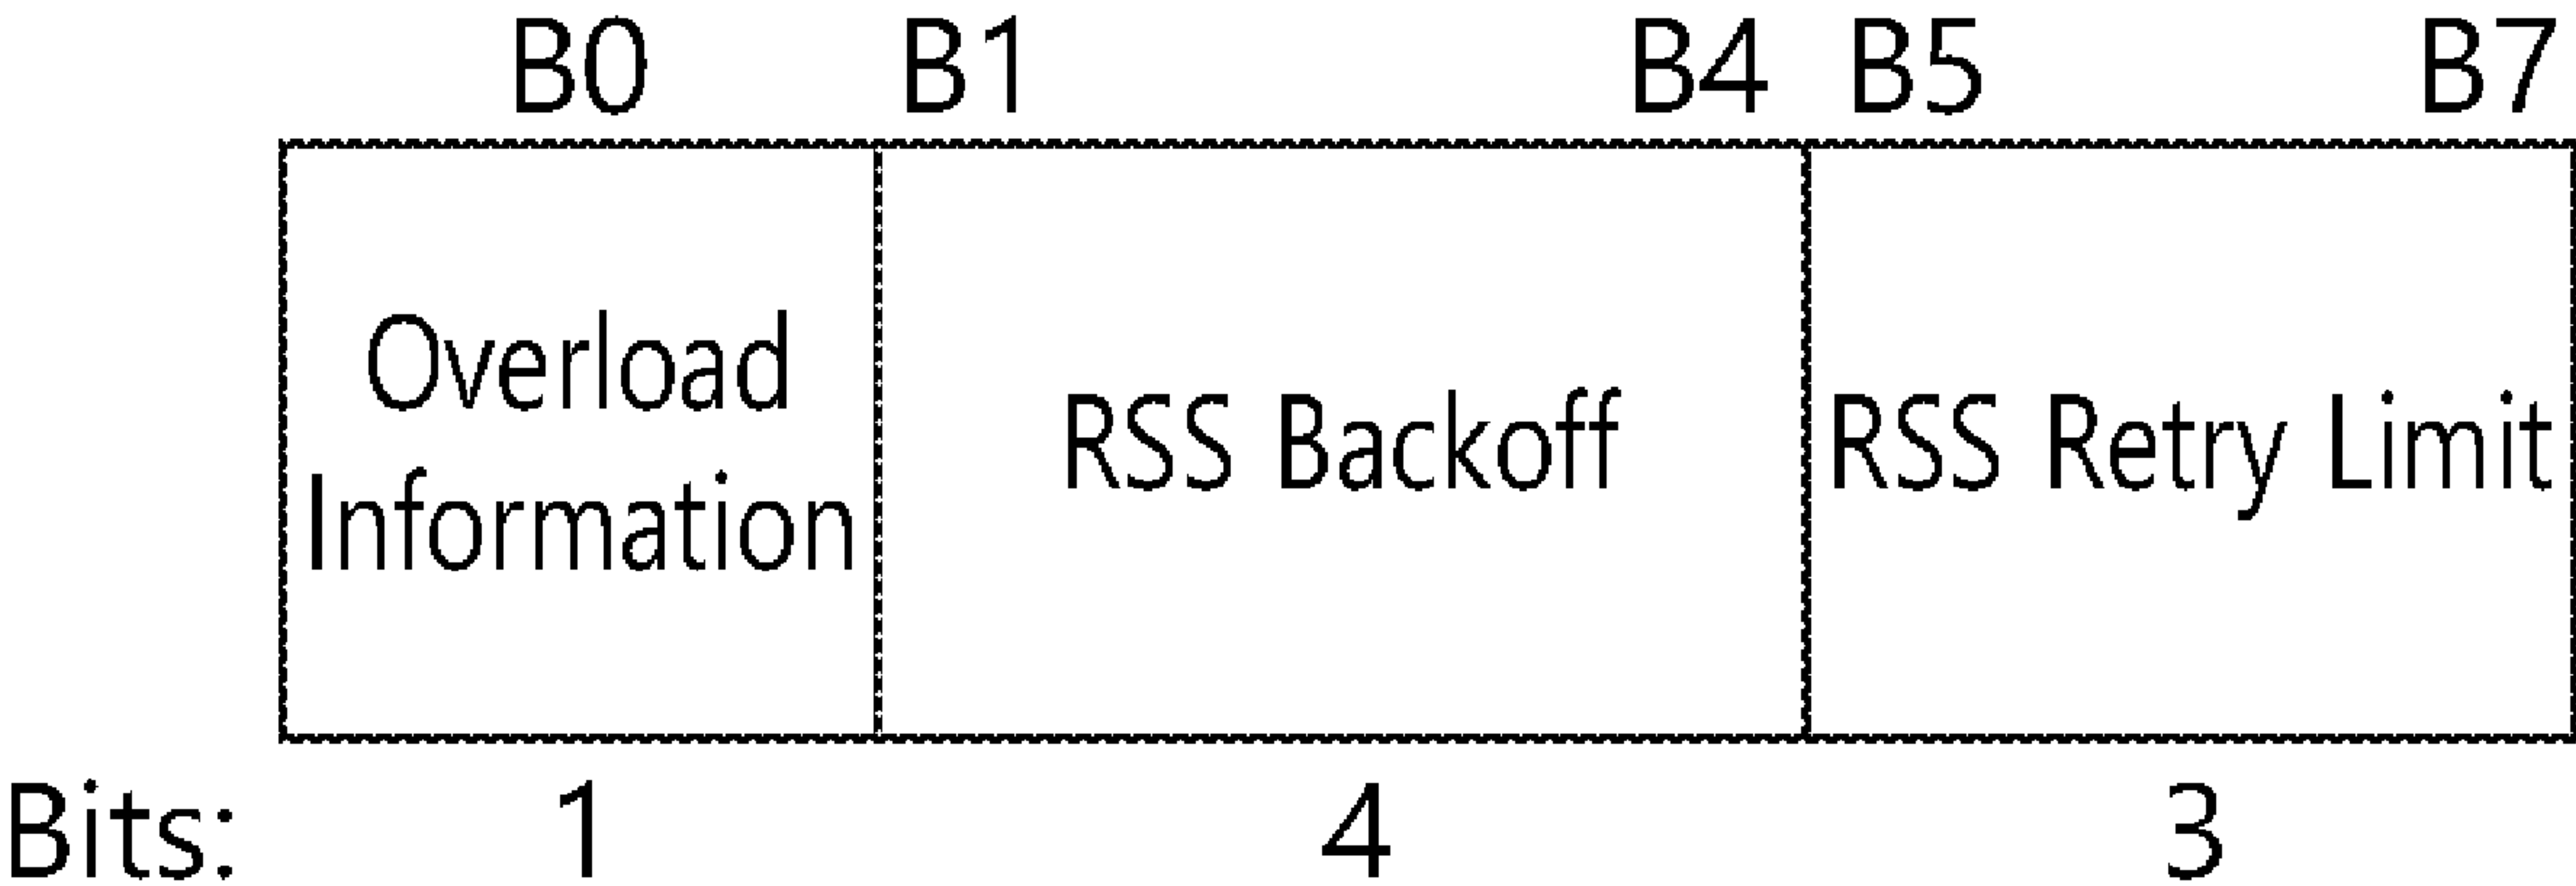 B0 B1 B4 B5 B7
Overload
Information
RSS Backoff
RSS Retry Limit
Bits: 1 4 3